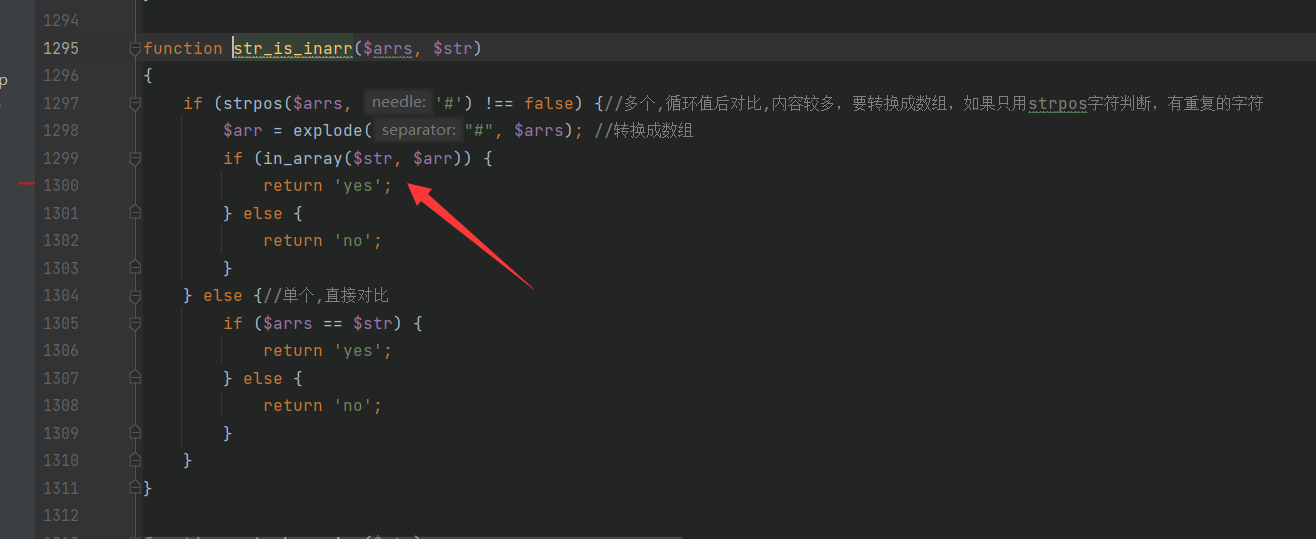 1294
1295 function str_is_inarr($arrs, $str)
1296 {
p
1297 if (strpos($arrs, needle: '#') !== false) {//多个,循环值后对比,内容较多，要转换成数组，如果只用strpos字符判断，有重复的字符
1298 $arr = explode( separator: "#", $arrs); //转换成数组
1299 if (in_array($str, $arr)) {
1300 return 'yes';
1301 } else {
1302 return 'no';
1303 }
1304 } else {//单个,直接对比
1305 if ($arrs == $str) {
1306 return 'yes';
1307 } else {
1308 return 'no';
1309 }
1310 }
1311 }
1312